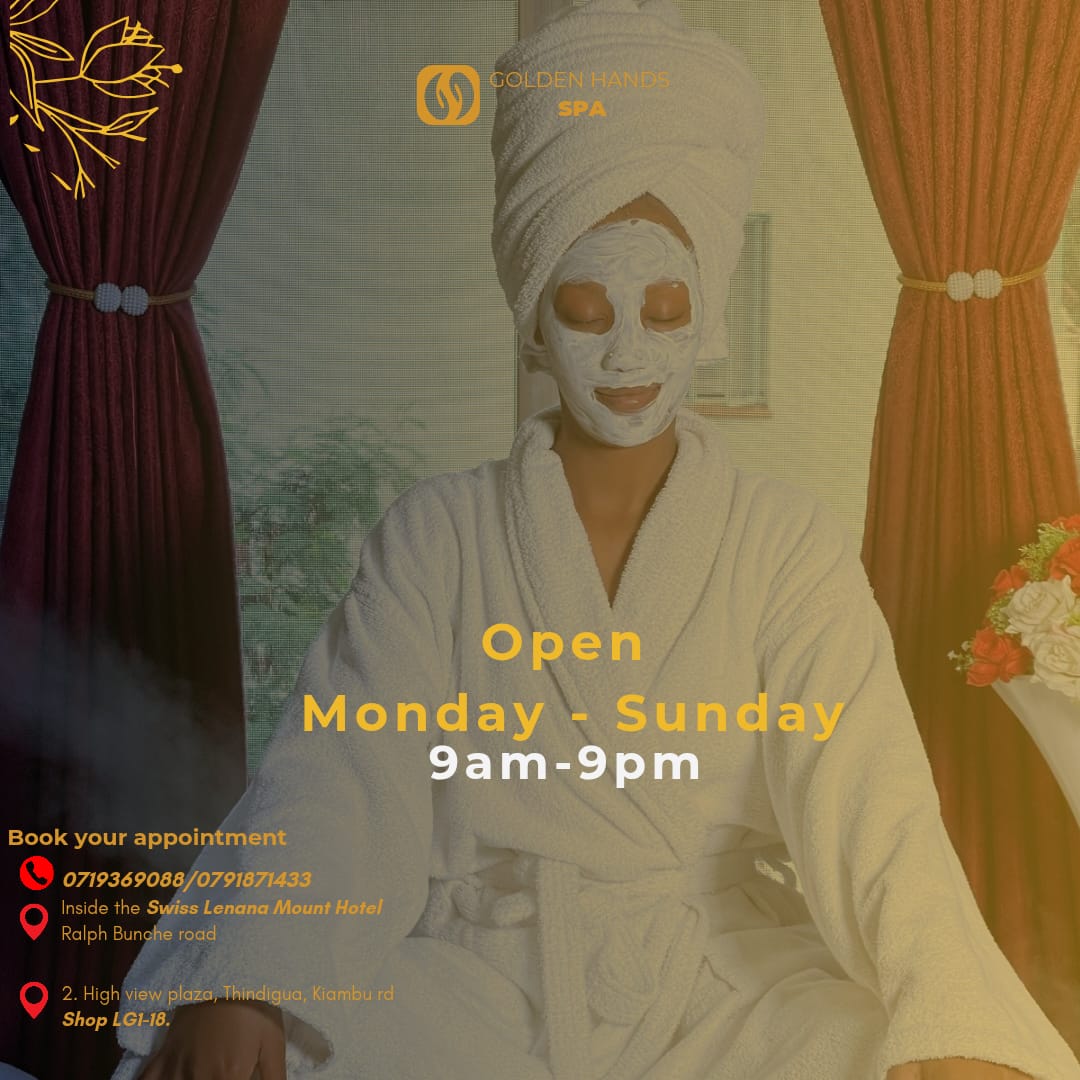 GOLDEN HANDS
SPA
Open
Monday - Sunday
9am-9pm
Book your appointment
0719369088/0791871433
Inside the Swiss Lenana Mount Hotel
Ralph Bunche road
2. High view plaza, Thindigua, Kiambu rd
Shop LG1-18.